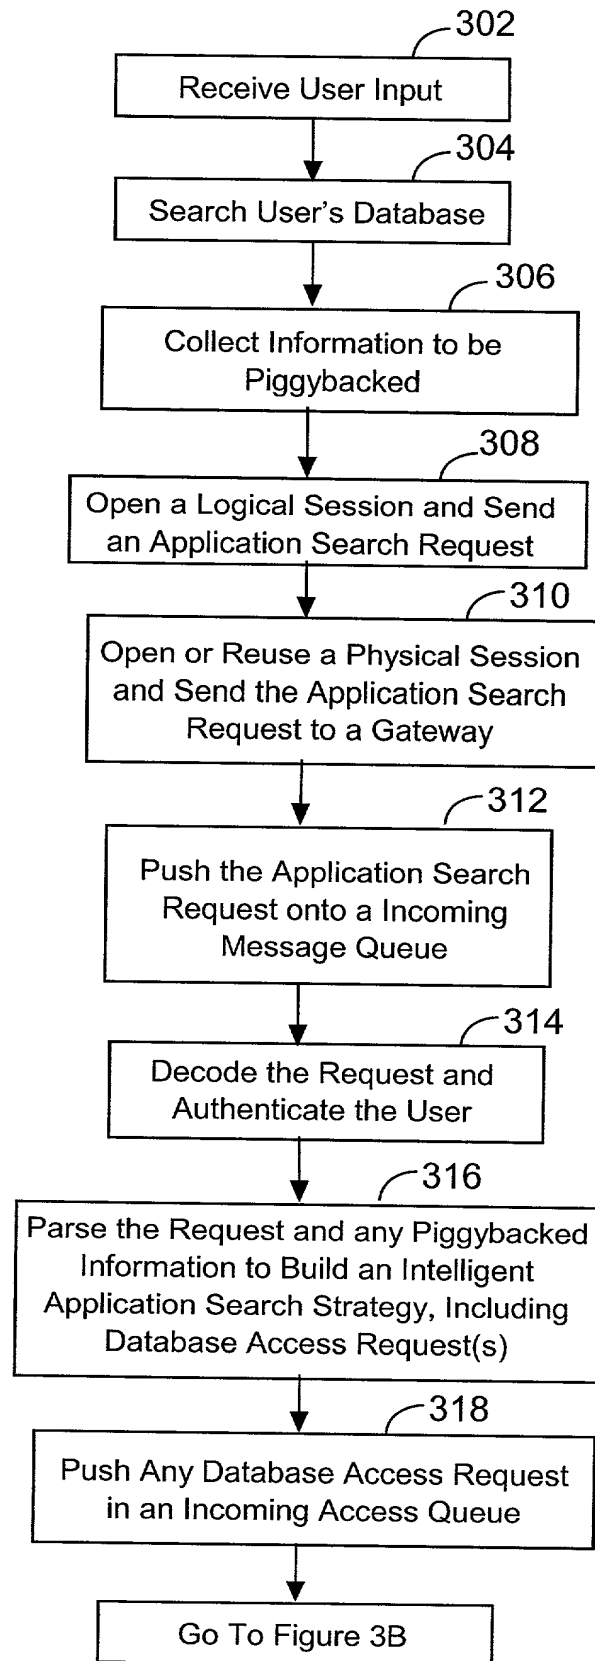 302
Receive User Input
304
Search User's Database
306
Collect Information to be
Piggybacked
308
Open a Logical Session and Send
an Application Search Request
310
Open or Reuse a Physical Session
and Send the Application Search
Request to a Gateway
312
Push the Application Search
Request onto a Incoming
Message Queue
314
Decode the Request and
Authenticate the User
316
Parse the Request and any Piggybacked
Information to Build an Intelligent
Application Search Strategy, Including
Database Access Request(s)
318
Push Any Database Access Request
in an Incoming Access Queue
Go To Figure 3B